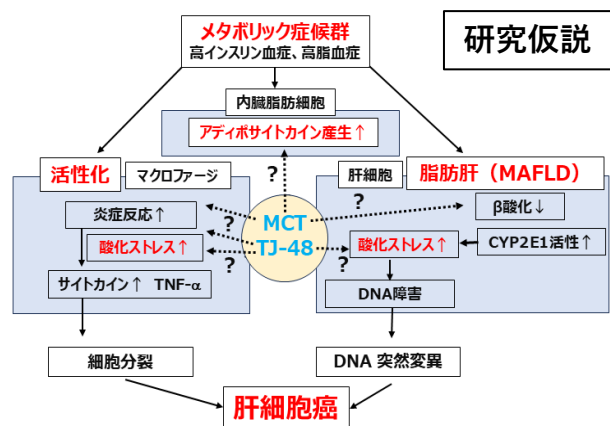 研究仮説
メタボリック症候群
高インスリン血症、高脂血症
内臓脂肪細胞
アディポサイトカイン産生↑
活性化
マクロファージ
炎症反応↑
酸化ストレス↑
サイトカイン↑ TNF-α
細胞分裂
?
?
?
MCT
TJ-48
?
?
肝細胞
脂肪肝（MAFLD）
β酸化↓
酸化ストレス↑
CYP2E1活性↑
DNA障害
DNA 突然変異
肝細胞癌